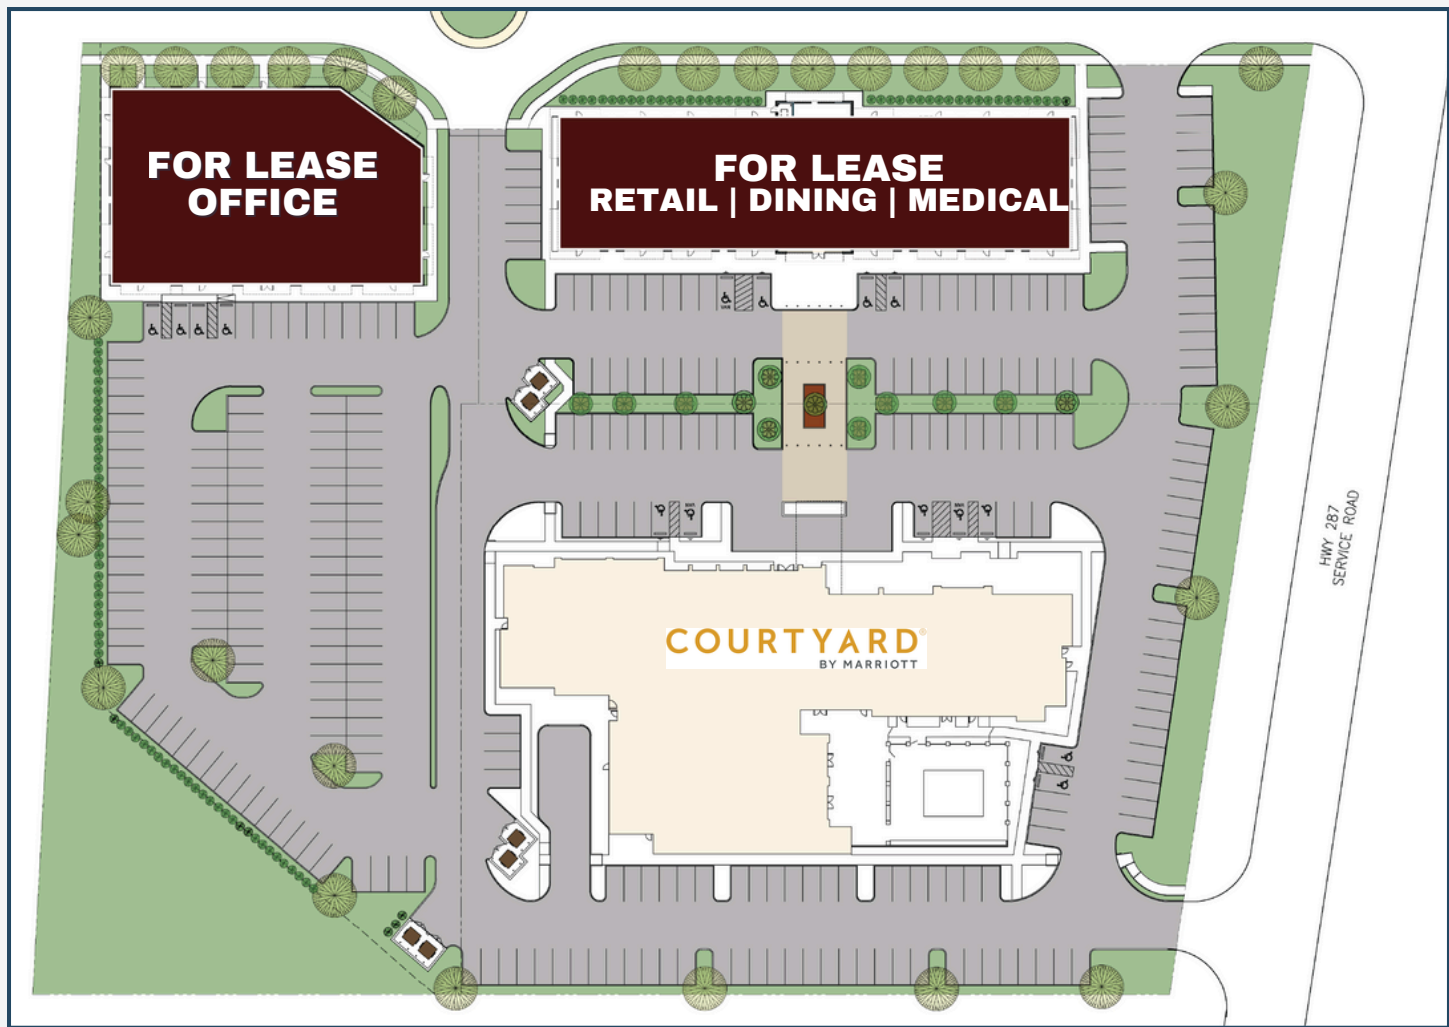 FOR LEASE
OFFICE
FOR LEASE
RETAIL | DINING | MEDICAL
HWY 287
SERVICE ROAD
COURTYARD®
BY MARRIOTT